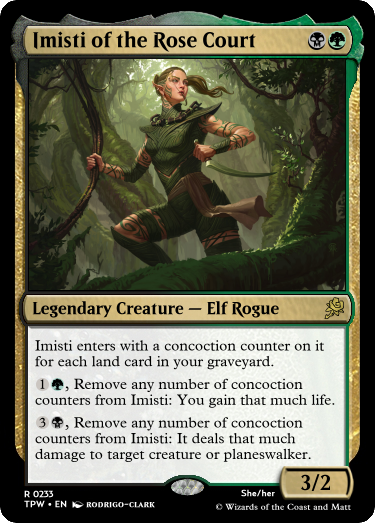 Imisti of the Rose Court
Legendary Creature — Elf Rogue
Imisti enters with a concoction counter on it
for each land card in your graveyard.
1, Remove any number of concoction
counters from Imisti: You gain that much life.
3, Remove any number of concoction
counters from Imisti: It deals that much
damage to target creature or planeswalker.
3/2
R 0233
She/her
TPW • EN RODRIGO-CLARK
© Wizards of the Coast and Matt